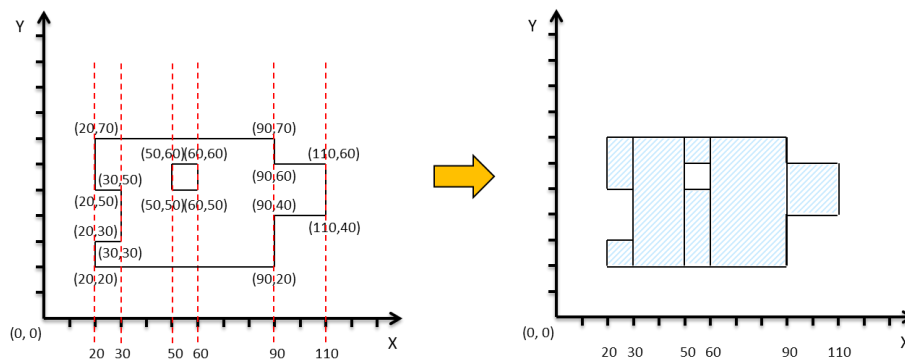 Y
(20,70)
(90,70)
(50,60)(60,60)
(110,60)
(30,50)
(90,60)
(20,50)
(50,50)(60,50)
(90,40)
(20,30)
(110,40)
(30,30)
(20,20)
(90,20)
(0, 0)
X
20 30 50 60 90 110
Y
(0, 0)
X
20 30 50 60 90 110